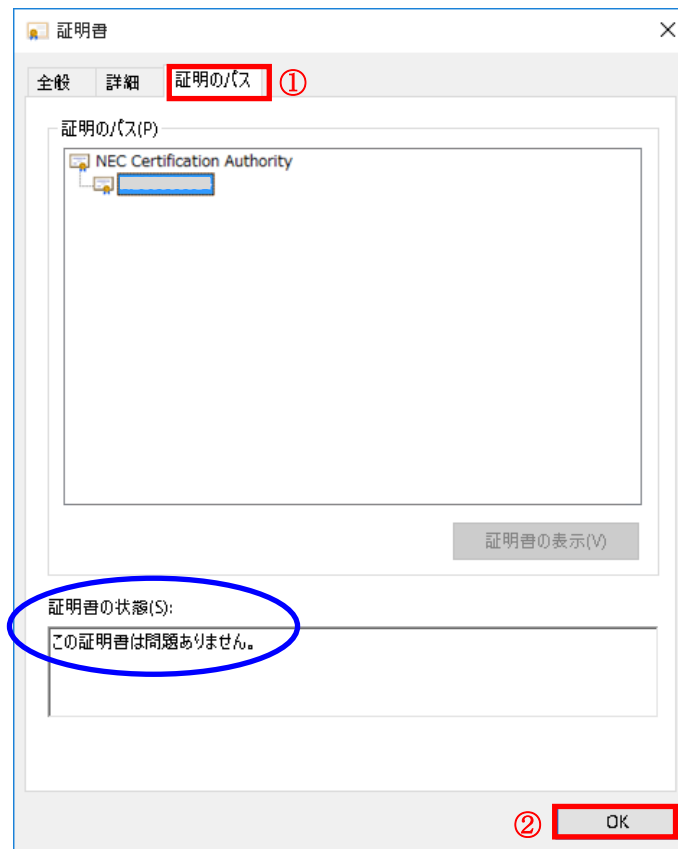 証明書
全般 詳細 証明のパス ①
証明のパス(P)
NEC Certification Authority
証明書の表示(V)
証明書の状態(S):
この証明書は問題ありません。
② OK